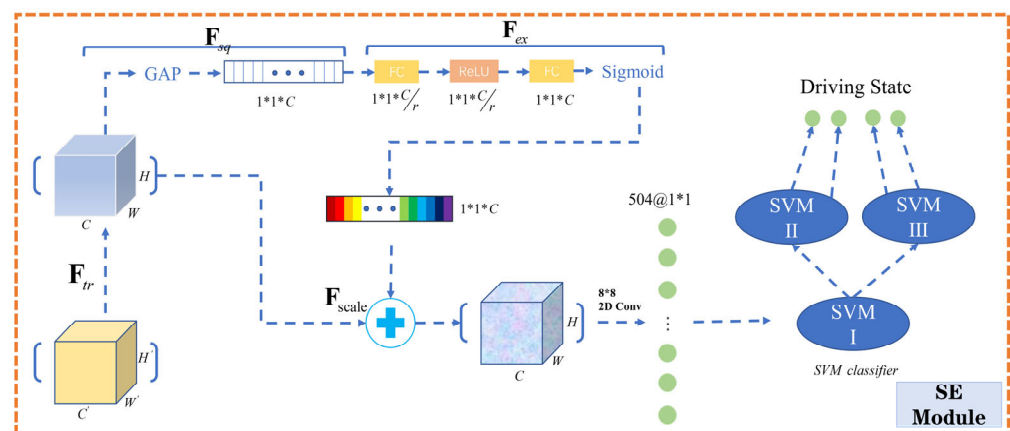 F_sq
F_ex
GAP
• • •
1*1*C
FC
1*1*C/r
ReLU
1*1*C/r
FC
1*1*C
Sigmoid
H
W
C
F_tr
H'
W'
C'
• • •
1*1*C
F_scale
H
W
C
8*8
2D Conv
504@1*1
⋮
Driving State
SVM
II
SVM
III
SVM
I
SVM classifier
SE
Module